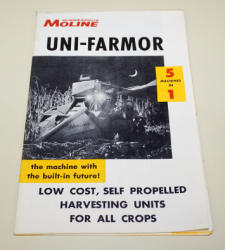 MINNEAPOLIS
MOLINE
UNI-FARMOR
5
MACHINES
IN
1
the machine with
the built-in future!
LOW COST, SELF PROPELLED
HARVESTING UNITS
FOR ALL CROPS